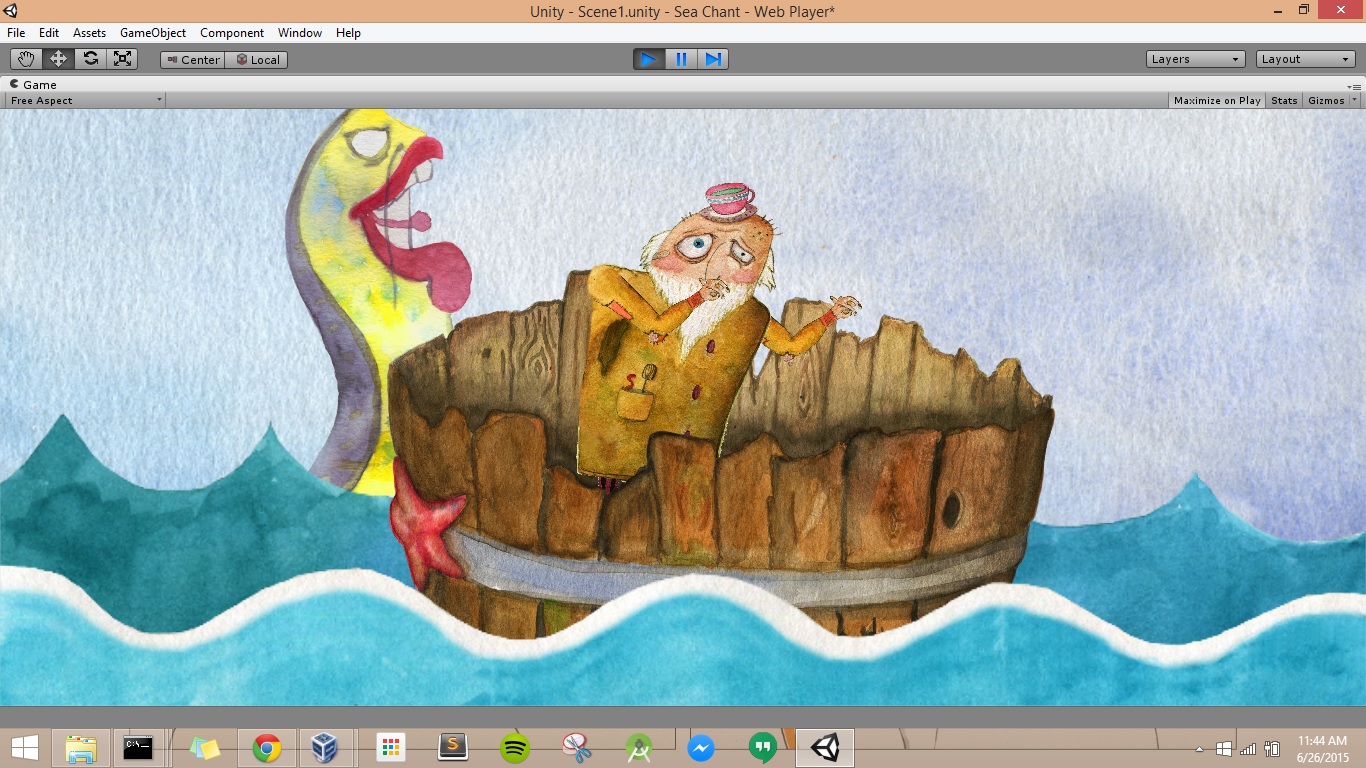 Unity - Scene1.unity - Sea Chant - Web Player*
File Edit Assets GameObject Component Window Help
Center Local Layers Layout
Game
Free Aspect Maximize on Play Stats Gizmos
C:\_
S
11:44 AM
6/26/2015